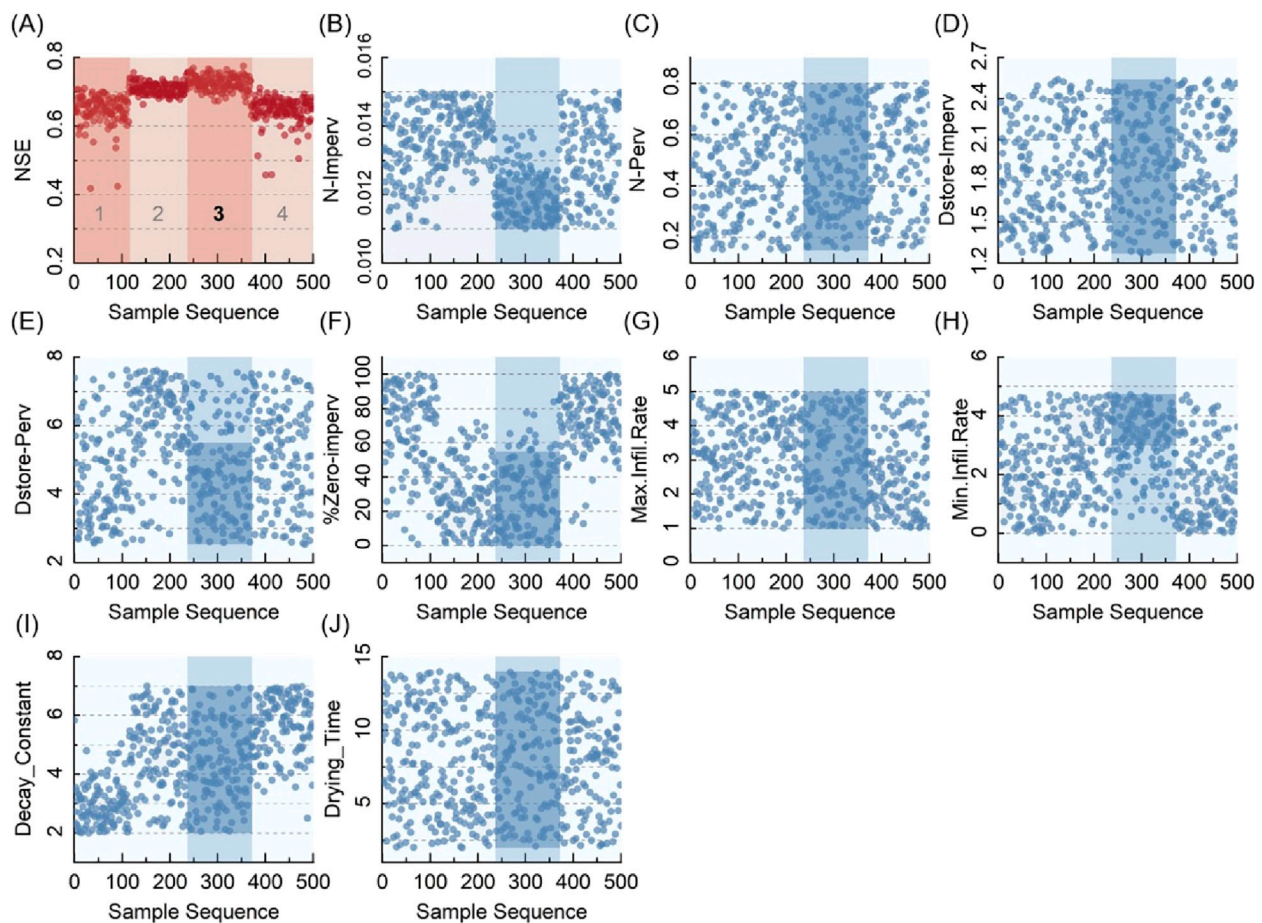 (A)
NSE
0.8
0.6
0.4
0.2
1
2
3
4
0 100 200 300 400 500
Sample Sequence
(B)
N-Imperv
0.016
0.014
0.012
0.010
0 100 200 300 400 500
Sample Sequence
(C)
N-Perv
0.8
0.6
0.4
0.2
0 100 200 300 400 500
Sample Sequence
(D)
Dstore-Imperv
2.7
2.4
2.1
1.8
1.5
1.2
0 100 200 300 400 500
Sample Sequence
(E)
Dstore-Perv
8
6
4
2
0 100 200 300 400 500
Sample Sequence
(F)
%Zero-imperv
100
80
60
40
20
0
0 100 200 300 400 500
Sample Sequence
(G)
Max.Infil.Rate
6
5
4
3
2
1
0
0 100 200 300 400 500
Sample Sequence
(H)
Min.Infil.Rate
6
4
2
0
0 100 200 300 400 500
Sample Sequence
(I)
Decay_Constant
8
6
4
2
0 100 200 300 400 500
Sample Sequence
(J)
Drying_Time
15
10
5
0 100 200 300 400 500
Sample Sequence